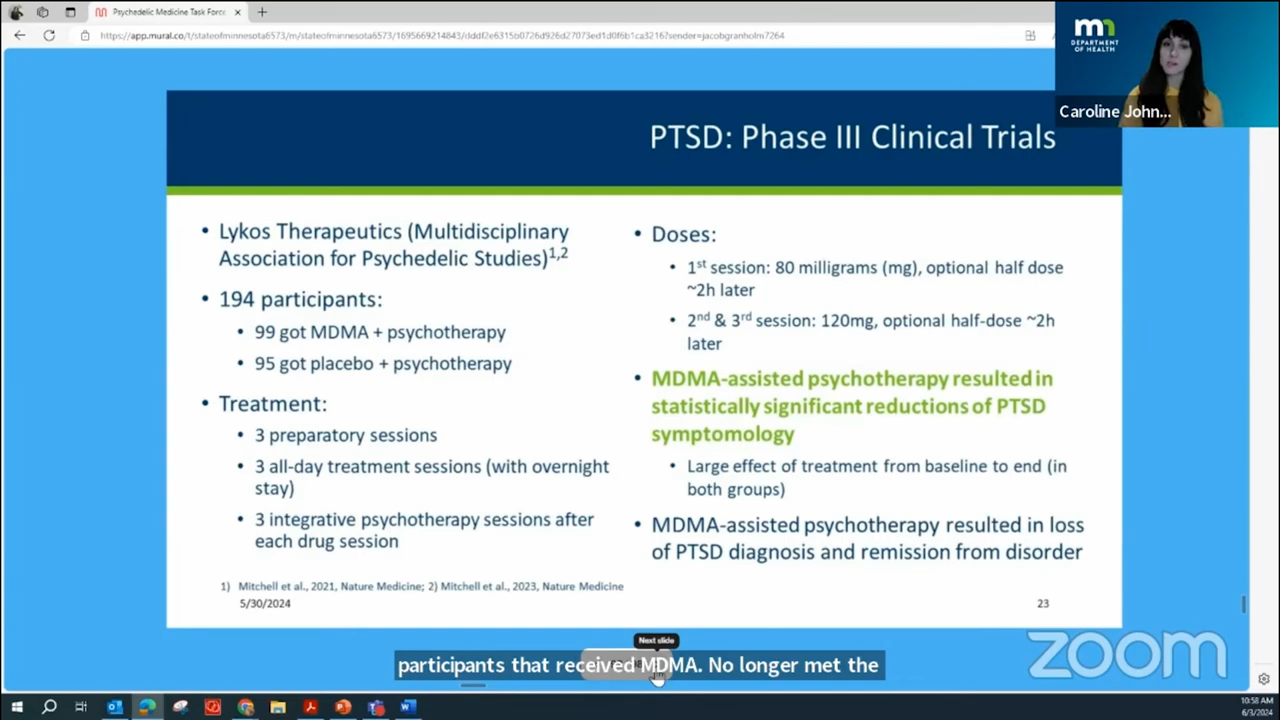 Psychedelic Medicine Task Force
https://app.mural.co/t/stateofminnesota6573/m/stateofminnesota6573/1695669214843/dddf2e6315b0726d926d27073ed1d0f6b1ca3216?sender=jacobgranholm7264
mn
DEPARTMENT
OF HEALTH
Caroline John...
PTSD: Phase III Clinical Trials
• Lykos Therapeutics (Multidisciplinary
Association for Psychedelic Studies)1,2
• 194 participants:
• 99 got MDMA + psychotherapy
• 95 got placebo + psychotherapy
• Treatment:
• 3 preparatory sessions
• 3 all-day treatment sessions (with overnight
stay)
• 3 integrative psychotherapy sessions after
each drug session
• Doses:
• 1st session: 80 milligrams (mg), optional half dose
~2h later
• 2nd & 3rd session: 120mg, optional half-dose ~2h
later
• MDMA-assisted psychotherapy resulted in
statistically significant reductions of PTSD
symptomology
• Large effect of treatment from baseline to end (in
both groups)
• MDMA-assisted psychotherapy resulted in loss
of PTSD diagnosis and remission from disorder
1) Mitchell et al., 2021, Nature Medicine; 2) Mitchell et al., 2023, Nature Medicine
5/30/2024
23
Next slide
participants that received MDMA. No longer met the
zoom
10:58 AM
6/3/2024